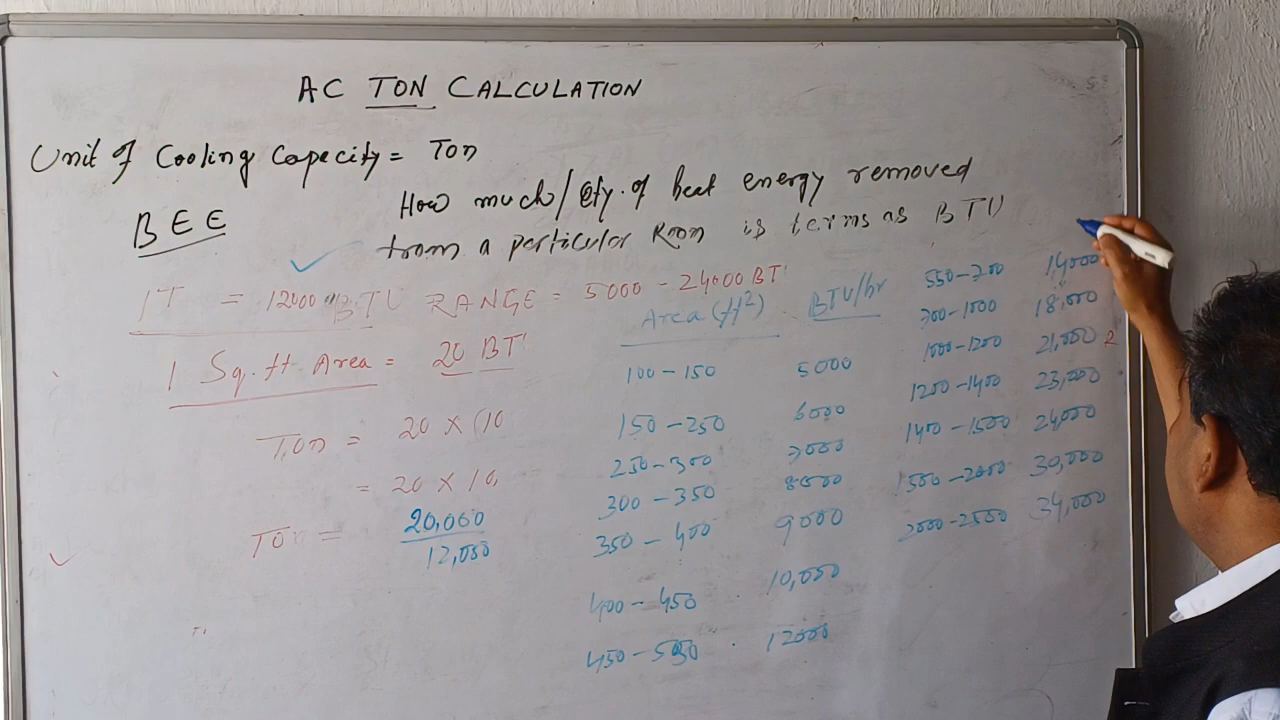 AC TON CALCULATION
Unit of Cooling Capacity = Ton
How much/Qty. of heat energy removed
from a particular Room is terms as BTU
BEE
1T = 12000 BTU RANGE = 5000 - 24000 BT
1 Sq.ft Area = 20 BT
Ton = 20 X (10
= 20 X 10,
Ton = 20,000
12,000
Area (ft²) BTU/hr
100-150 5000
150-250 6000
250-300 7000
300-350 8000
350-400 9000
400-450 10,000
450-550 12000
550-700 14000
700-1000 18,000
1000-1200 21,000
1200-1400 23,000
1400-1500 24,000
1500-2000 30,000
2000-2500 34,000